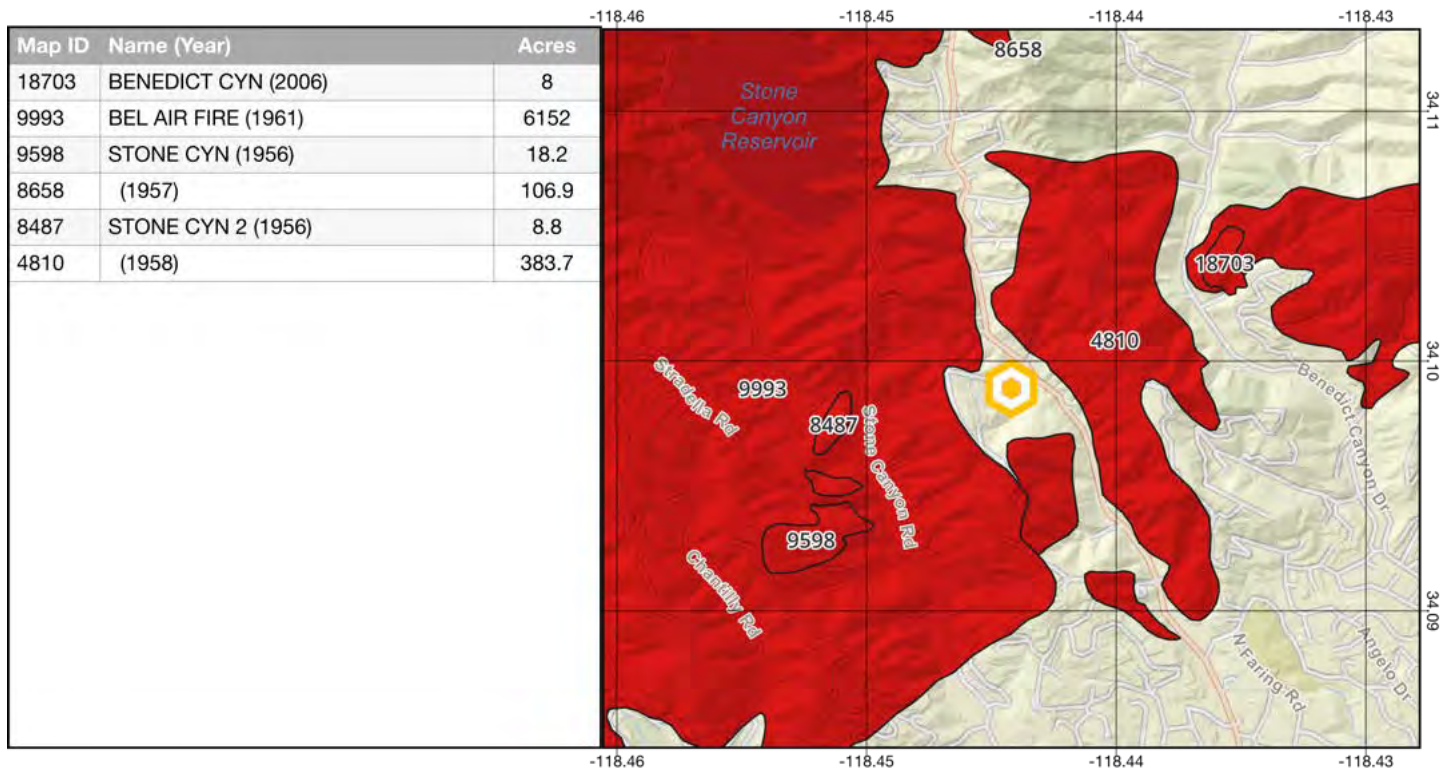 Map ID Name (Year) Acres
18703 BENEDICT CYN (2006) 8
9993 BEL AIR FIRE (1961) 6152
9598 STONE CYN (1956) 18.2
8658 (1957) 106.9
8487 STONE CYN 2 (1956) 8.8
4810 (1958) 383.7
-118.46 -118.45 -118.44 -118.43
8658
Stone
Canyon
Reservoir
34.11
18703
4810
34.10
9993
Stradella Rd
8487
Stone Canyon Rd
Benedict Canyon Dr
9598
Chantilly Rd
34.09
N Faring Rd
Angelo Dr
-118.46 -118.45 -118.44 -118.43